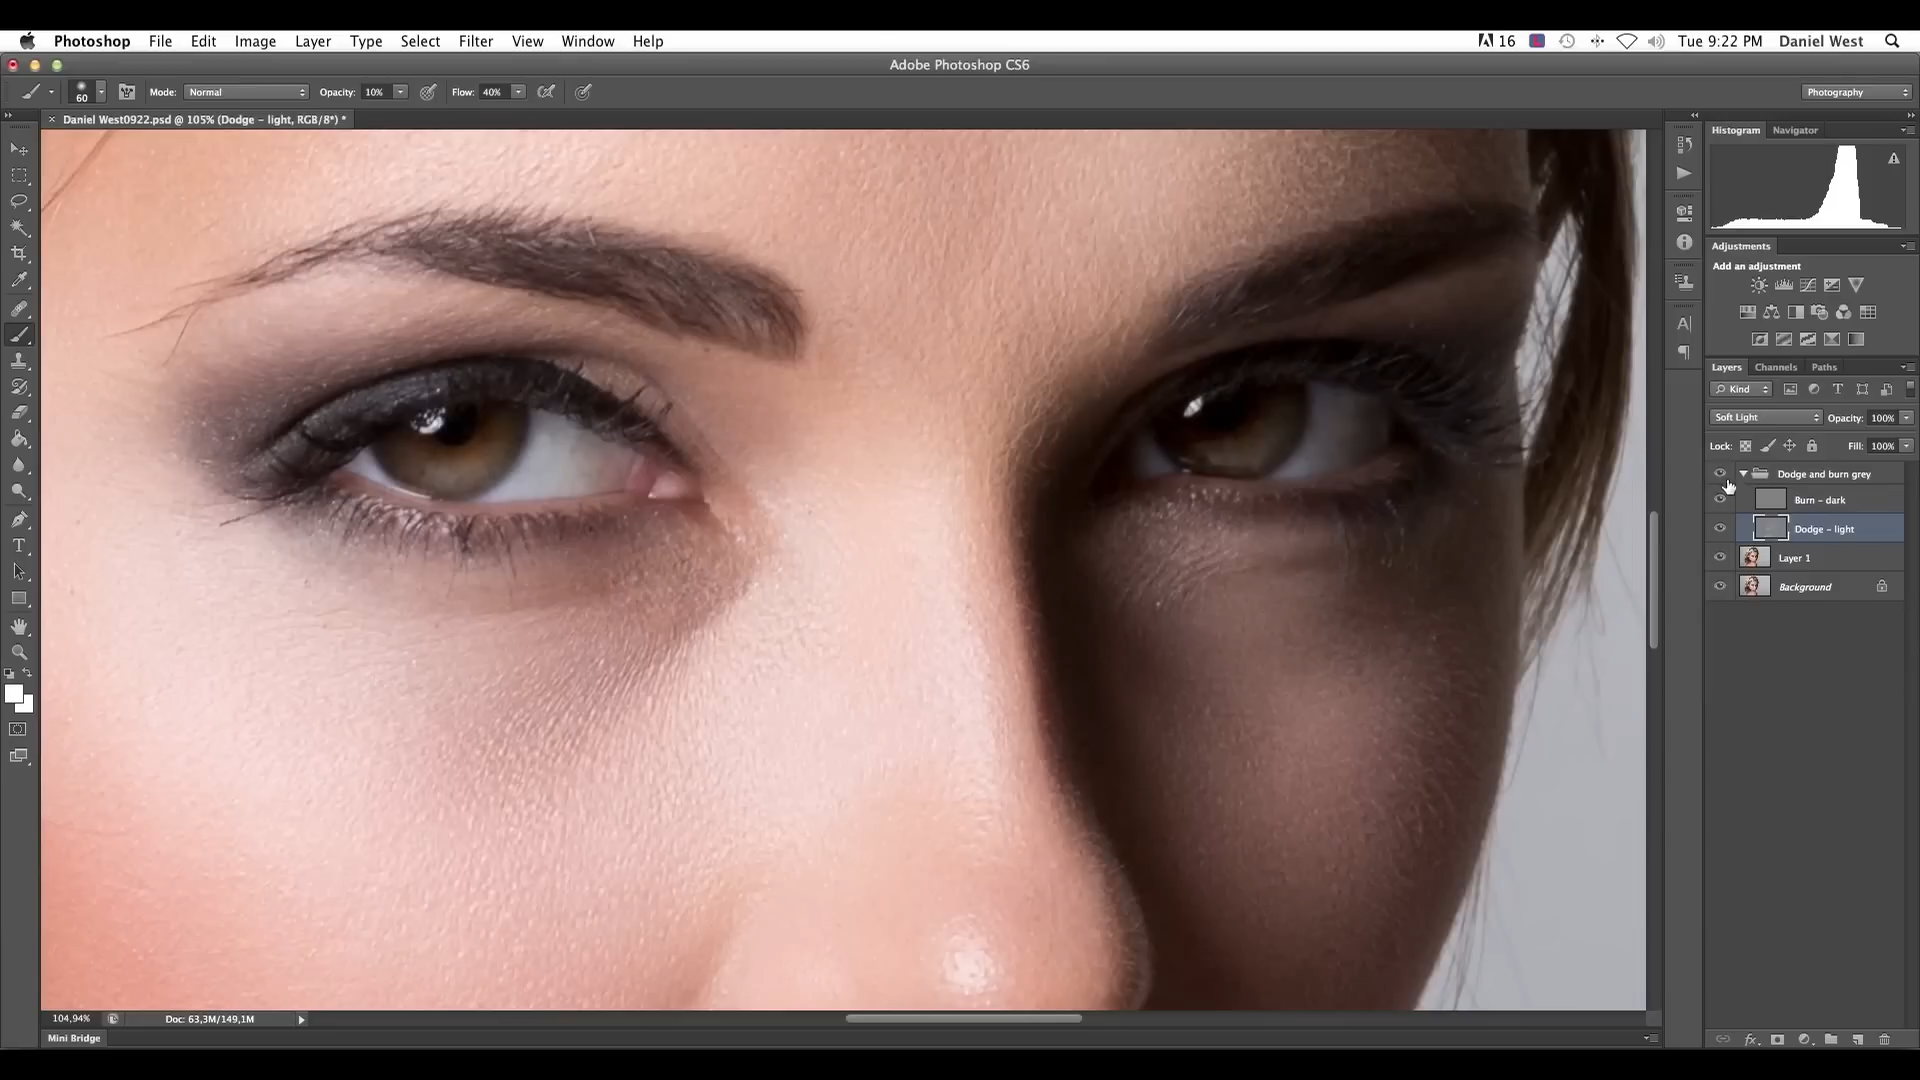 Photoshop File Edit Image Layer Type Select Filter View Window Help 16 Tue 9:22 PM Daniel West
Adobe Photoshop CS6
60 Mode: Normal Opacity: 10% Flow: 40% Photography
Daniel West0922.psd @ 105% (Dodge - light, RGB/8*) *
Histogram Navigator
Adjustments
Add an adjustment
Layers Channels Paths
Kind
Soft Light Opacity: 100%
Lock: Fill: 100%
Dodge and burn grey
Burn - dark
Dodge - light
Layer 1
Background
104,94% Doc: 63,3M/149,1M
Mini Bridge